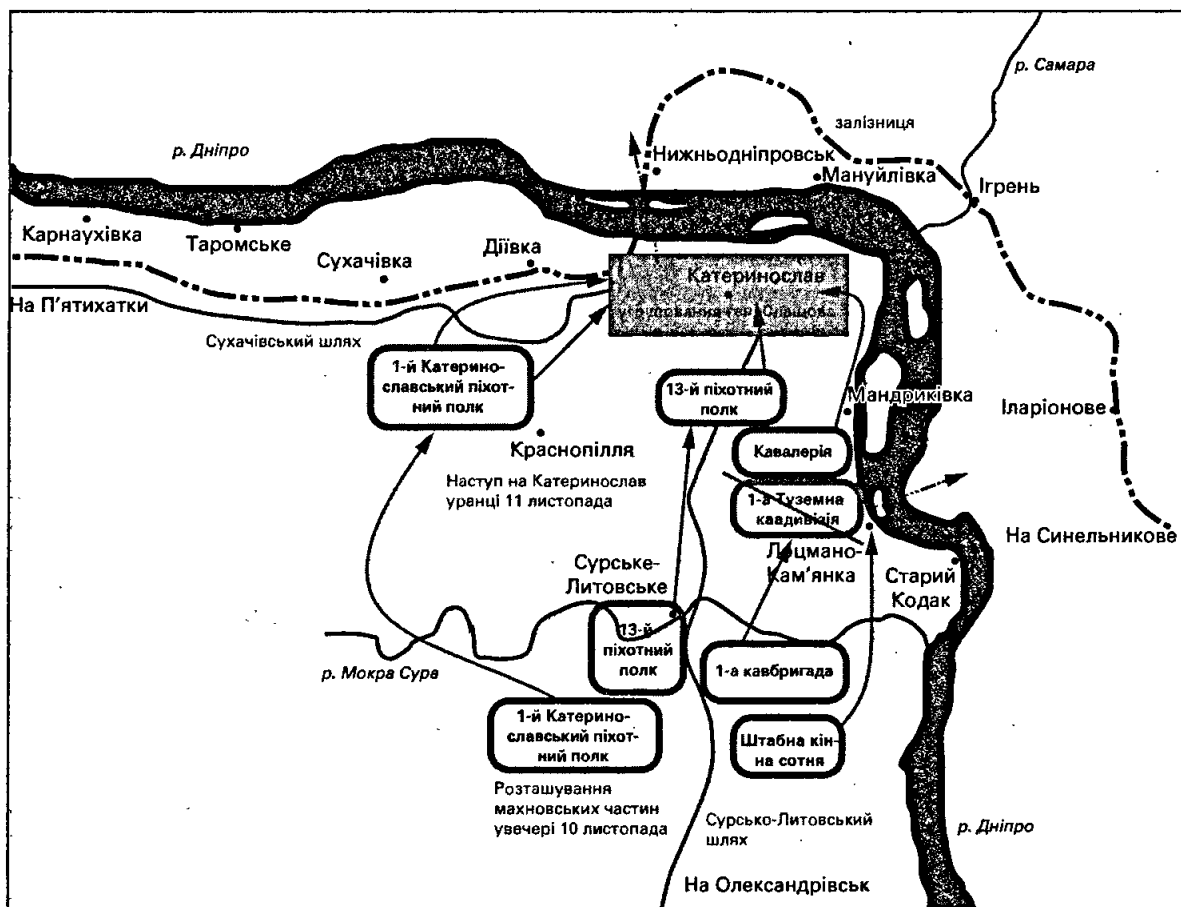 р. Самара
залізниця
р. Дніпро
Нижньодніпровськ
Мануйлівка
Ігрень
Карнаухівка
Таромське
Сухачівка
Діївка
Катеринослав
угруповання ген. Слащова
На П'ятихатки
Сухачівський шлях
1-й Катерино-
славський піхот-
ний полк
13-й піхотний
полк
Мандриківка
Іларіонове
Краснопілля
Кавалерія
Наступ на Катеринослав
уранці 11 листопада
1-а Туземна
кавдивізія
На Синельникове
Лоцмано-
Кам'янка
Старий
Кодак
Сурське-
Литовське
13-й
піхотний
полк
р. Мокра Сура
1-а кавбригада
1-й Катерино-
славський піхот-
ний полк
Штабна кін-
на сотня
Розташування
махновських частин
увечері 10 листопада
Сурсько-Литовський
шлях
р. Дніпро
На Олександрівськ